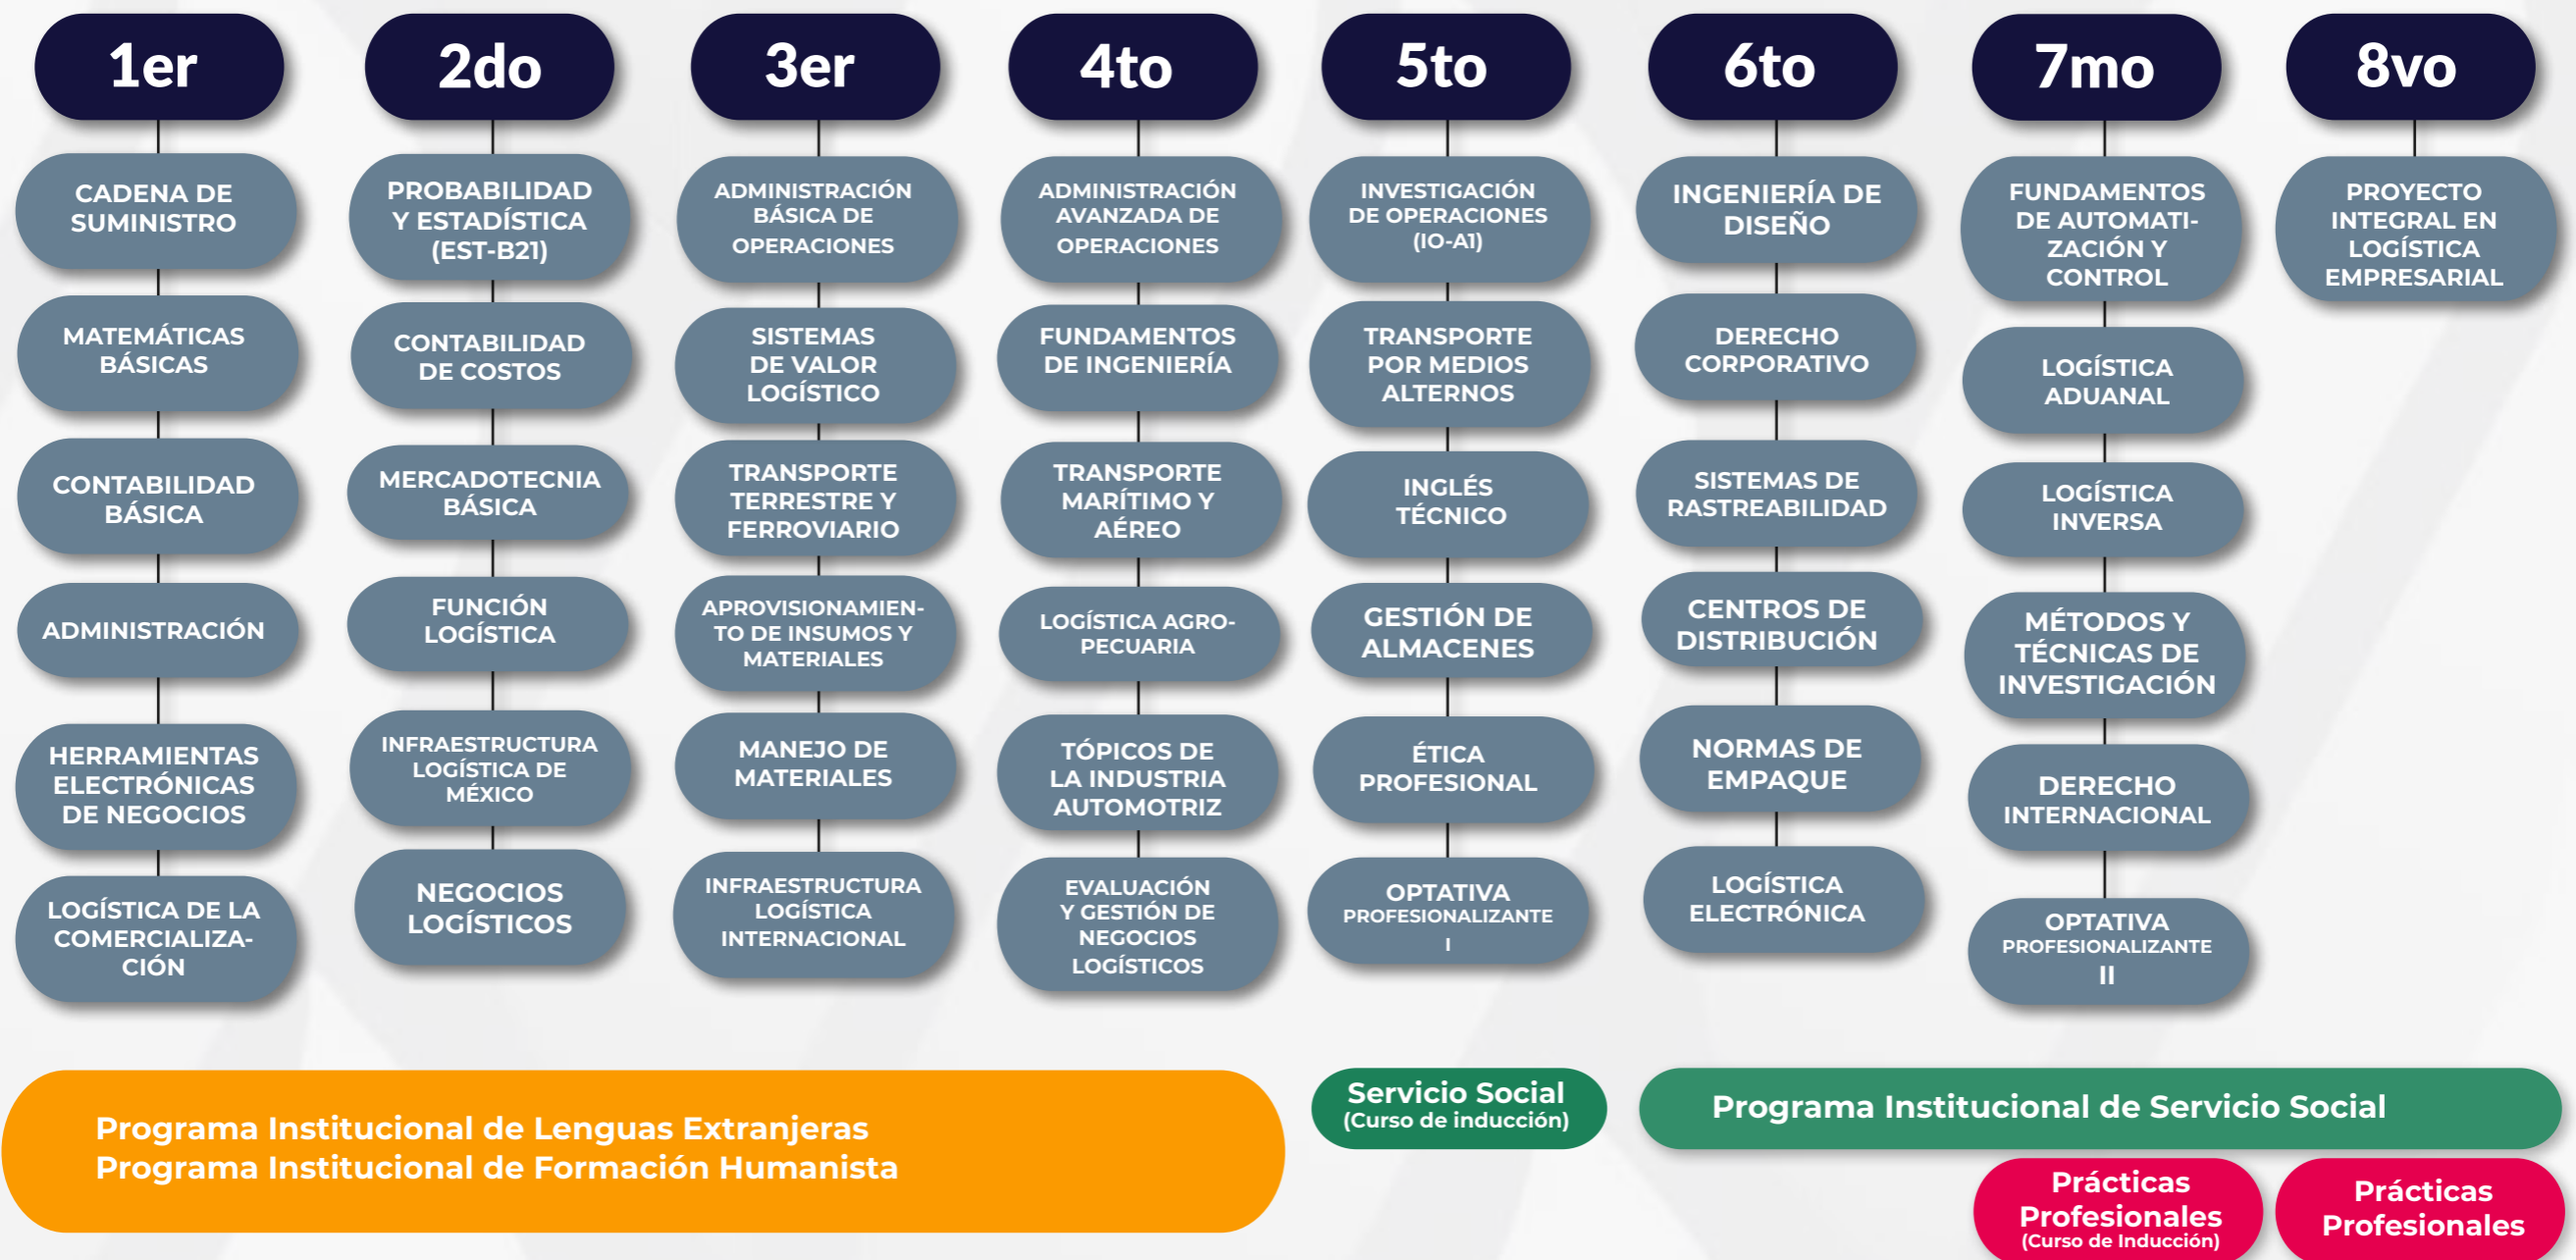 1er
CADENA DE
SUMINISTRO
MATEMÁTICAS
BÁSICAS
CONTABILIDAD
BÁSICA
ADMINISTRACIÓN
HERRAMIENTAS
ELECTRÓNICAS
DE NEGOCIOS
LOGÍSTICA DE LA
COMERCIALIZA-
CIÓN
2do
PROBABILIDAD
Y ESTADÍSTICA
(EST-B21)
CONTABILIDAD
DE COSTOS
MERCADOTECNIA
BÁSICA
FUNCIÓN
LOGÍSTICA
INFRAESTRUCTURA
LOGÍSTICA DE
MÉXICO
NEGOCIOS
LOGÍSTICOS
3er
ADMINISTRACIÓN
BÁSICA DE
OPERACIONES
SISTEMAS
DE VALOR
LOGÍSTICO
TRANSPORTE
TERRESTRE Y
FERROVIARIO
APROVISIONAMIEN-
TO DE INSUMOS Y
MATERIALES
MANEJO DE
MATERIALES
INFRAESTRUCTURA
LOGÍSTICA
INTERNACIONAL
4to
ADMINISTRACIÓN
AVANZADA DE
OPERACIONES
FUNDAMENTOS
DE INGENIERÍA
TRANSPORTE
MARÍTIMO Y
AÉREO
LOGÍSTICA AGRO-
PECUARIA
TÓPICOS DE
LA INDUSTRIA
AUTOMOTRIZ
EVALUACIÓN
Y GESTIÓN DE
NEGOCIOS
LOGÍSTICOS
5to
INVESTIGACIÓN
DE OPERACIONES
(IO-A1)
TRANSPORTE
POR MEDIOS
ALTERNOS
INGLÉS
TÉCNICO
GESTIÓN DE
ALMACENES
ÉTICA
PROFESIONAL
OPTATIVA
PROFESIONALIZANTE
I
6to
INGENIERÍA DE
DISEÑO
DERECHO
CORPORATIVO
SISTEMAS DE
RASTREABILIDAD
CENTROS DE
DISTRIBUCIÓN
NORMAS DE
EMPAQUE
LOGÍSTICA
ELECTRÓNICA
7mo
FUNDAMENTOS
DE AUTOMATI-
ZACIÓN Y
CONTROL
LOGÍSTICA
ADUANAL
LOGÍSTICA
INVERSA
MÉTODOS Y
TÉCNICAS DE
INVESTIGACIÓN
DERECHO
INTERNACIONAL
OPTATIVA
PROFESIONALIZANTE
II
8vo
PROYECTO
INTEGRAL EN
LOGÍSTICA
EMPRESARIAL
Programa Institucional de Lenguas Extranjeras
Programa Institucional de Formación Humanista
Servicio Social
(Curso de inducción)
Programa Institucional de Servicio Social
Prácticas
Profesionales
(Curso de Inducción)
Prácticas
Profesionales